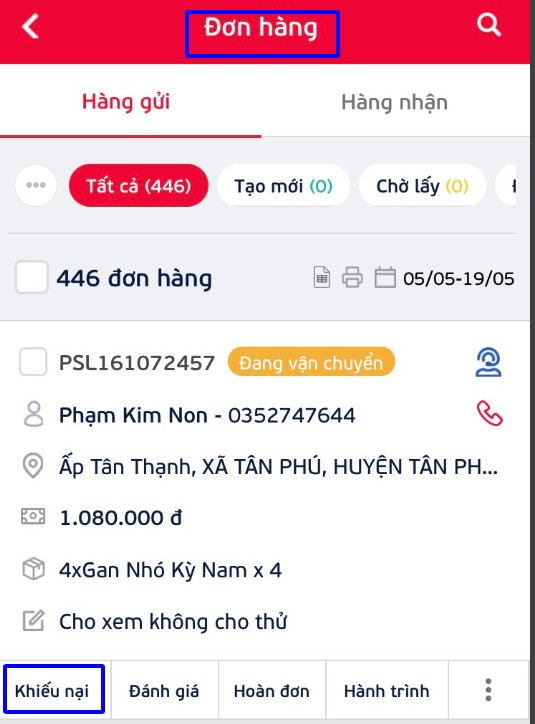 Đơn hàng
Hàng gửi Hàng nhận
Tất cả (446) Tạo mới (0) Chờ lấy (0)
446 đơn hàng 05/05-19/05
PSL161072457 Đang vận chuyển
Phạm Kim Non - 0352747644
Ấp Tân Thạnh, XÃ TÂN PHÚ, HUYỆN TÂN PH...
1.080.000 đ
4xGan Nhó Kỳ Nam x 4
Cho xem không cho thử
Khiếu nại Đánh giá Hoàn đơn Hành trình